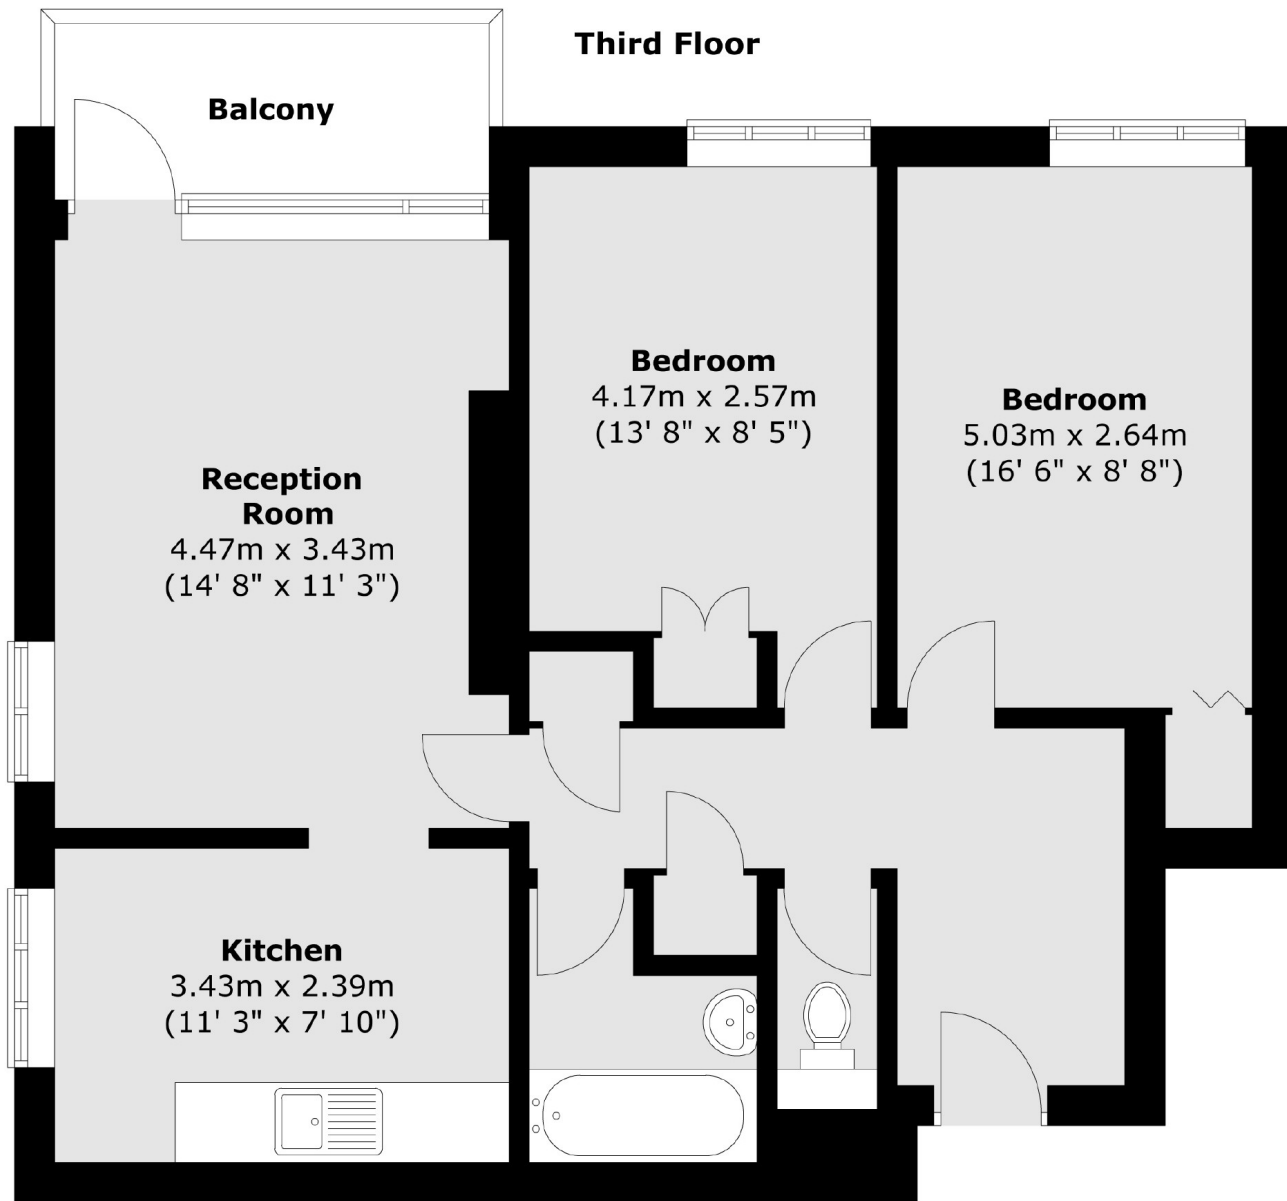 Third Floor
Balcony
Bedroom
4.17m x 2.57m
(13' 8" x 8' 5")
Bedroom
5.03m x 2.64m
(16' 6" x 8' 8")
Reception
Room
4.47m x 3.43m
(14' 8" x 11' 3")
Kitchen
3.43m x 2.39m
(11' 3" x 7' 10")